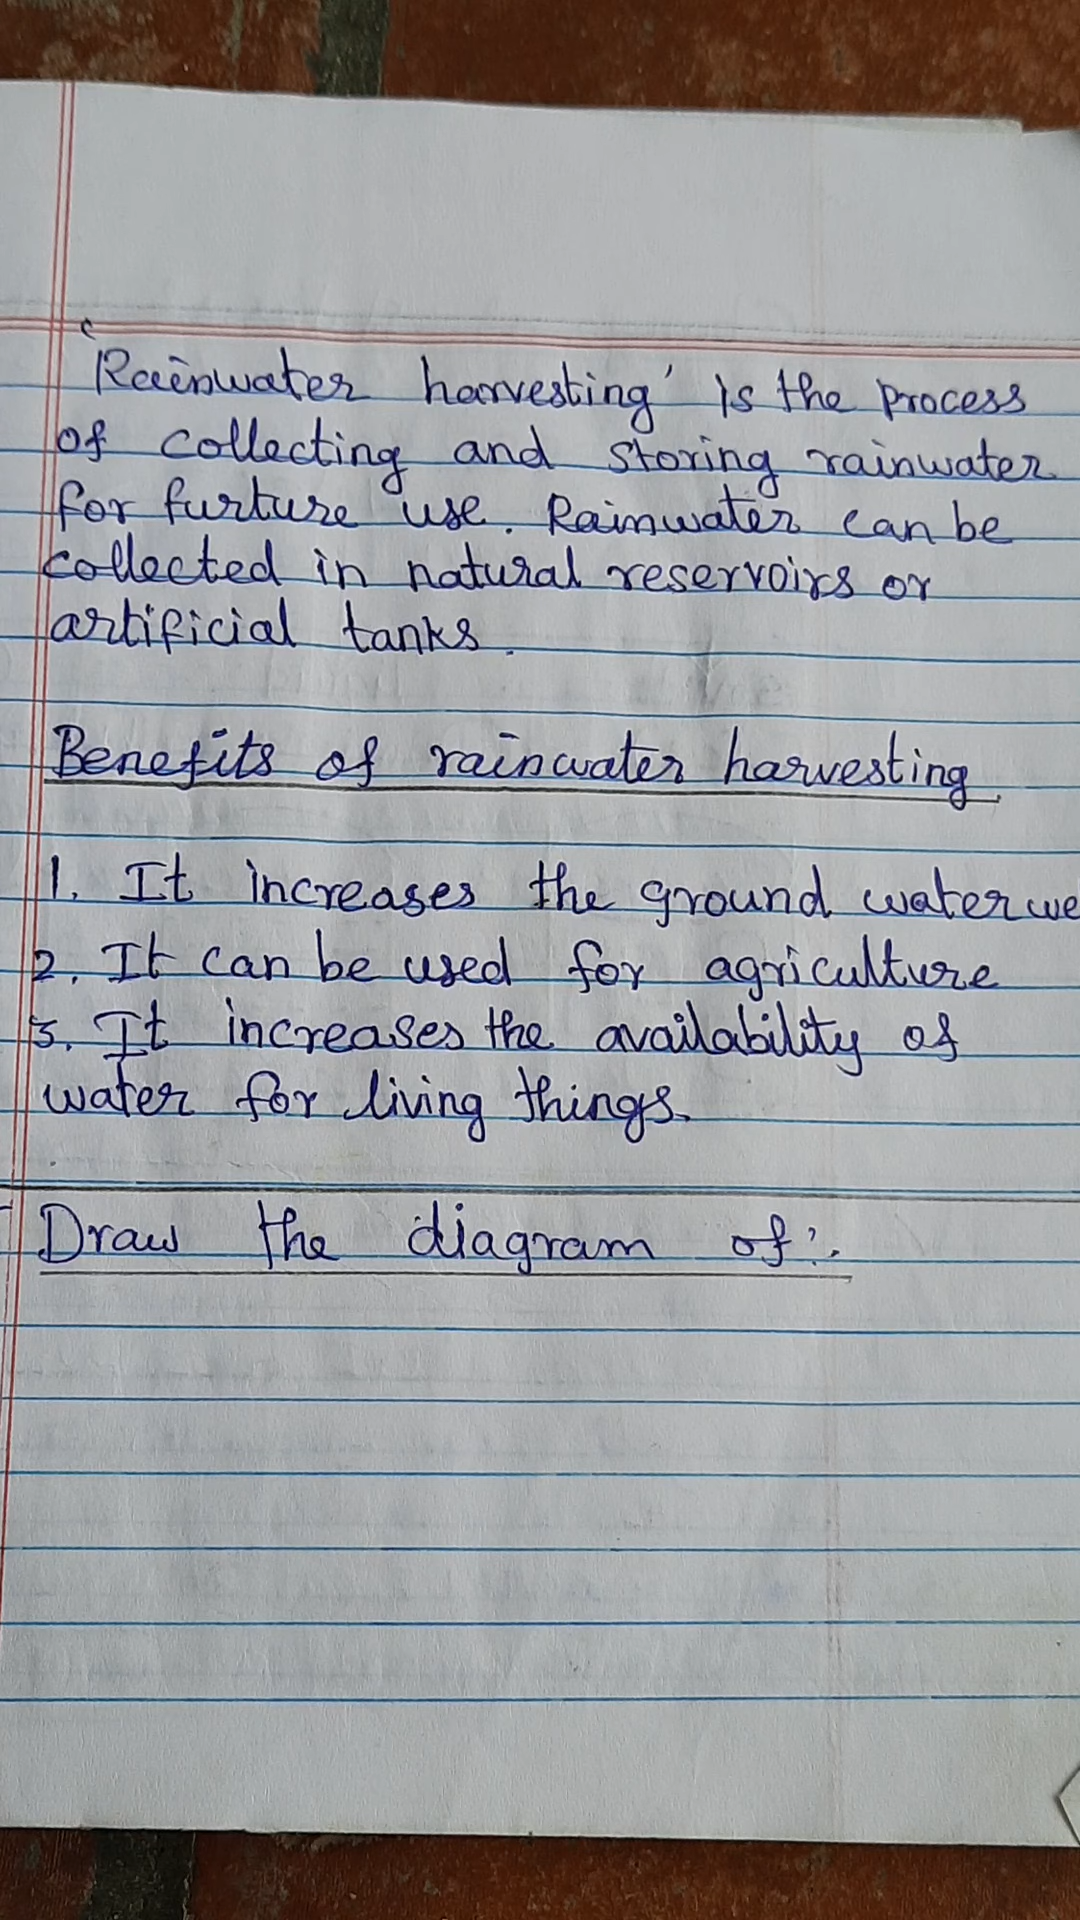 'Rainwater harvesting' is the process
of collecting and storing rainwater
for furture use. Rainwater can be
collected in natural reservoirs or
artificial tanks.
Benefits of rainwater harvesting
1. It increases the ground water we
2. It can be used for agriculture
3. It increases the availability of
water for living things.
Draw the diagram of:.